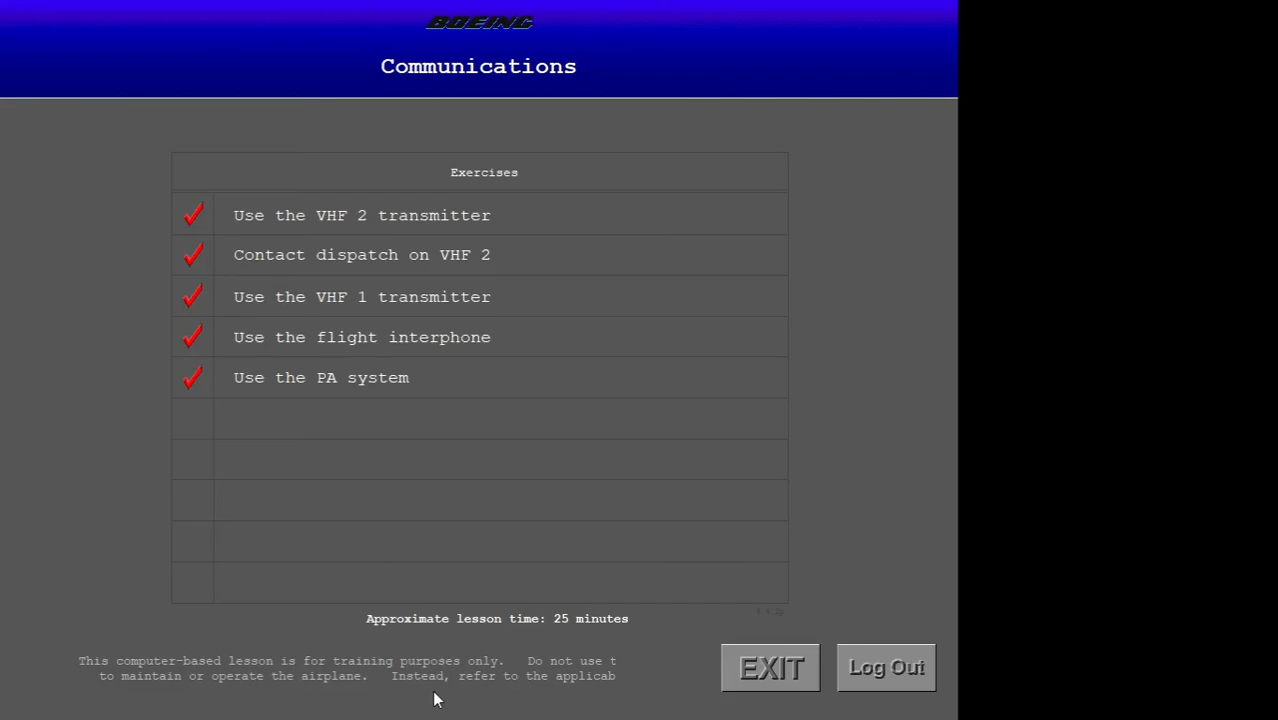 BOEING
Communications
Exercises
Use the VHF 2 transmitter
Contact dispatch on VHF 2
Use the VHF 1 transmitter
Use the flight interphone
Use the PA system
Approximate lesson time: 25 minutes
This computer-based lesson is for training purposes only. Do not use t
to maintain or operate the airplane. Instead, refer to the applicab
EXIT
Log Out